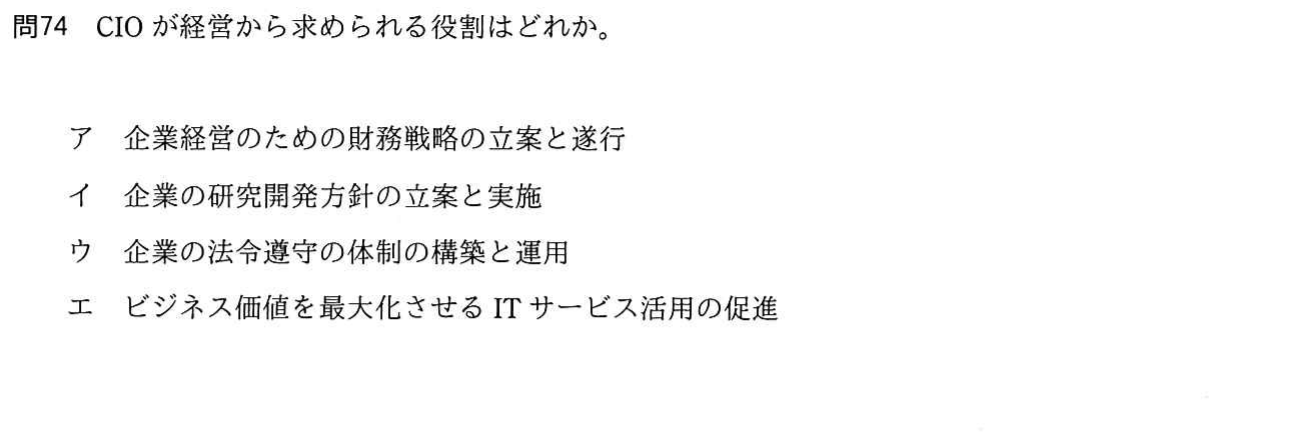 問74 CIO が経営から求められる役割はどれか。
ア 企業経営のための財務戦略の立案と遂行
イ 企業の研究開発方針の立案と実施
ウ 企業の法令遵守の体制の構築と運用
エ ビジネス価値を最大化させる IT サービス活用の促進